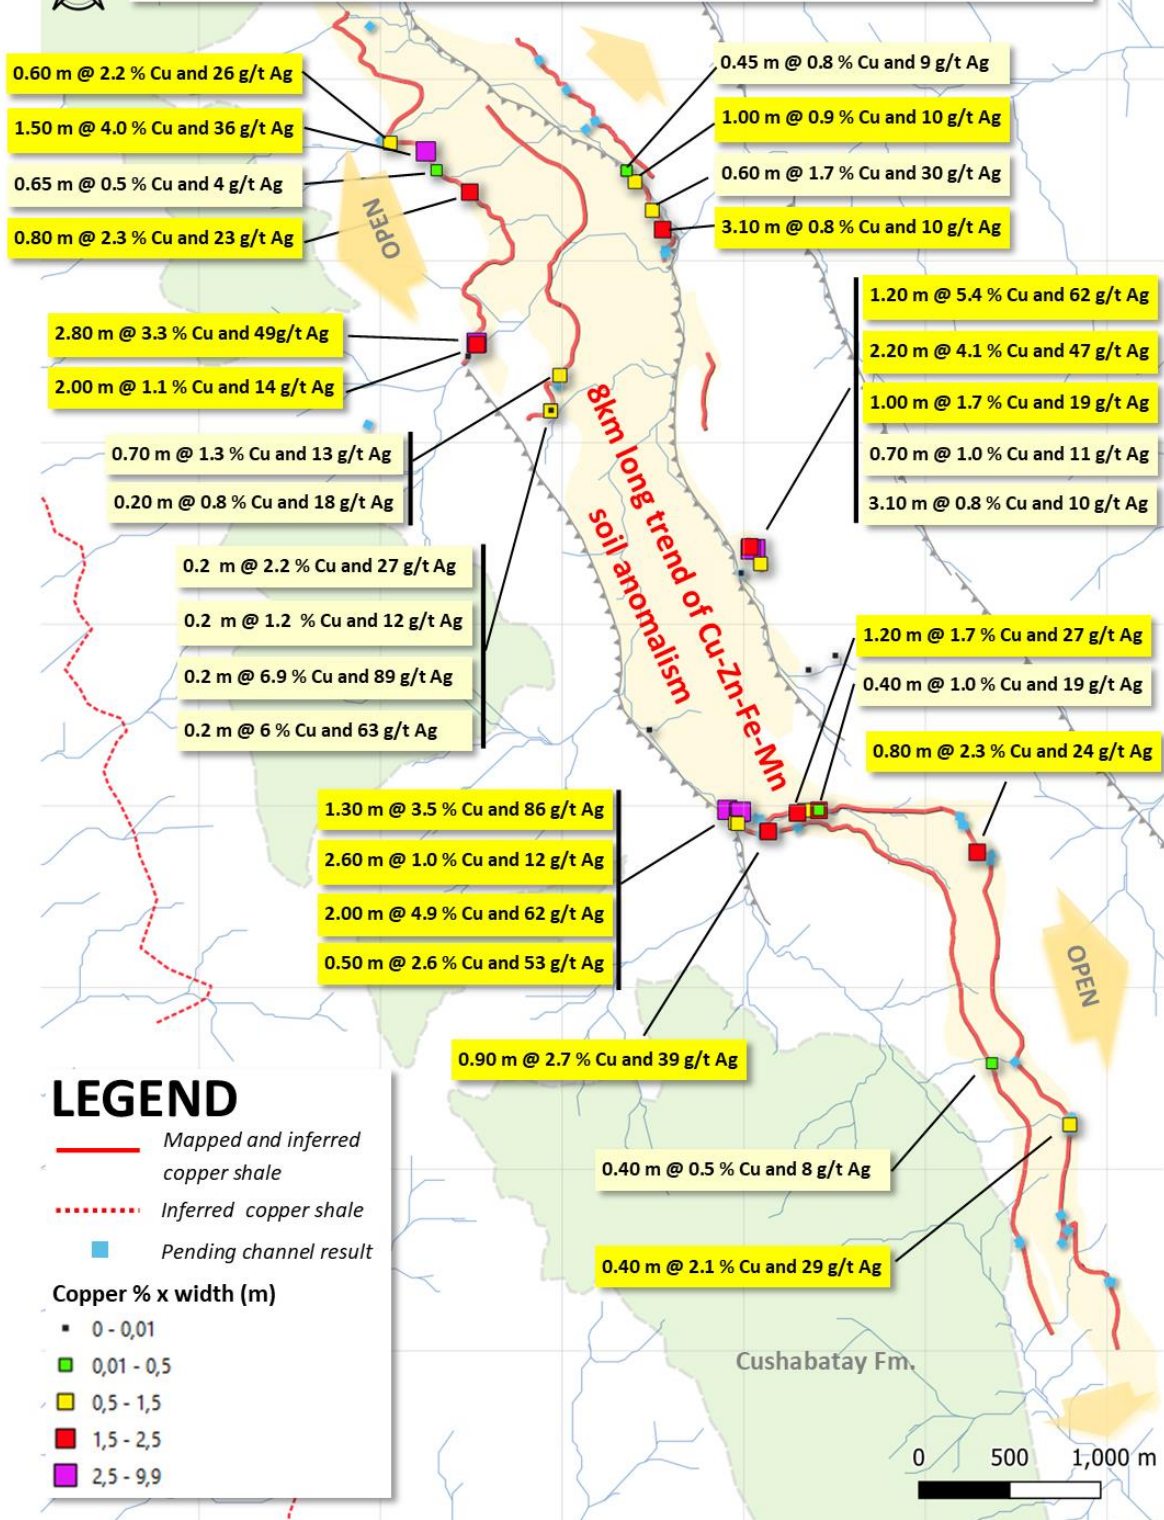 0.60 m @ 2.2 % Cu and 26 g/t Ag
1.50 m @ 4.0 % Cu and 36 g/t Ag
0.65 m @ 0.5 % Cu and 4 g/t Ag
0.80 m @ 2.3 % Cu and 23 g/t Ag
OPEN
0.45 m @ 0.8 % Cu and 9 g/t Ag
1.00 m @ 0.9 % Cu and 10 g/t Ag
0.60 m @ 1.7 % Cu and 30 g/t Ag
3.10 m @ 0.8 % Cu and 10 g/t Ag
2.80 m @ 3.3 % Cu and 49g/t Ag
2.00 m @ 1.1 % Cu and 14 g/t Ag
1.20 m @ 5.4 % Cu and 62 g/t Ag
2.20 m @ 4.1 % Cu and 47 g/t Ag
1.00 m @ 1.7 % Cu and 19 g/t Ag
0.70 m @ 1.0 % Cu and 11 g/t Ag
3.10 m @ 0.8 % Cu and 10 g/t Ag
0.70 m @ 1.3 % Cu and 13 g/t Ag
0.20 m @ 0.8 % Cu and 18 g/t Ag
8km long trend of Cu-Zn-Fe-Mn
soil anomalism
0.2 m @ 2.2 % Cu and 27 g/t Ag
0.2 m @ 1.2 % Cu and 12 g/t Ag
0.2 m @ 6.9 % Cu and 89 g/t Ag
0.2 m @ 6 % Cu and 63 g/t Ag
1.20 m @ 1.7 % Cu and 27 g/t Ag
0.40 m @ 1.0 % Cu and 19 g/t Ag
0.80 m @ 2.3 % Cu and 24 g/t Ag
1.30 m @ 3.5 % Cu and 86 g/t Ag
2.60 m @ 1.0 % Cu and 12 g/t Ag
2.00 m @ 4.9 % Cu and 62 g/t Ag
0.50 m @ 2.6 % Cu and 53 g/t Ag
OPEN
0.90 m @ 2.7 % Cu and 39 g/t Ag
0.40 m @ 0.5 % Cu and 8 g/t Ag
0.40 m @ 2.1 % Cu and 29 g/t Ag
Cushabatay Fm.
LEGEND
Mapped and inferred
copper shale
Inferred copper shale
Pending channel result
Copper % x width (m)
0 - 0,01
0,01 - 0,5
0,5 - 1,5
1,5 - 2,5
2,5 - 9,9
0 500 1,000 m